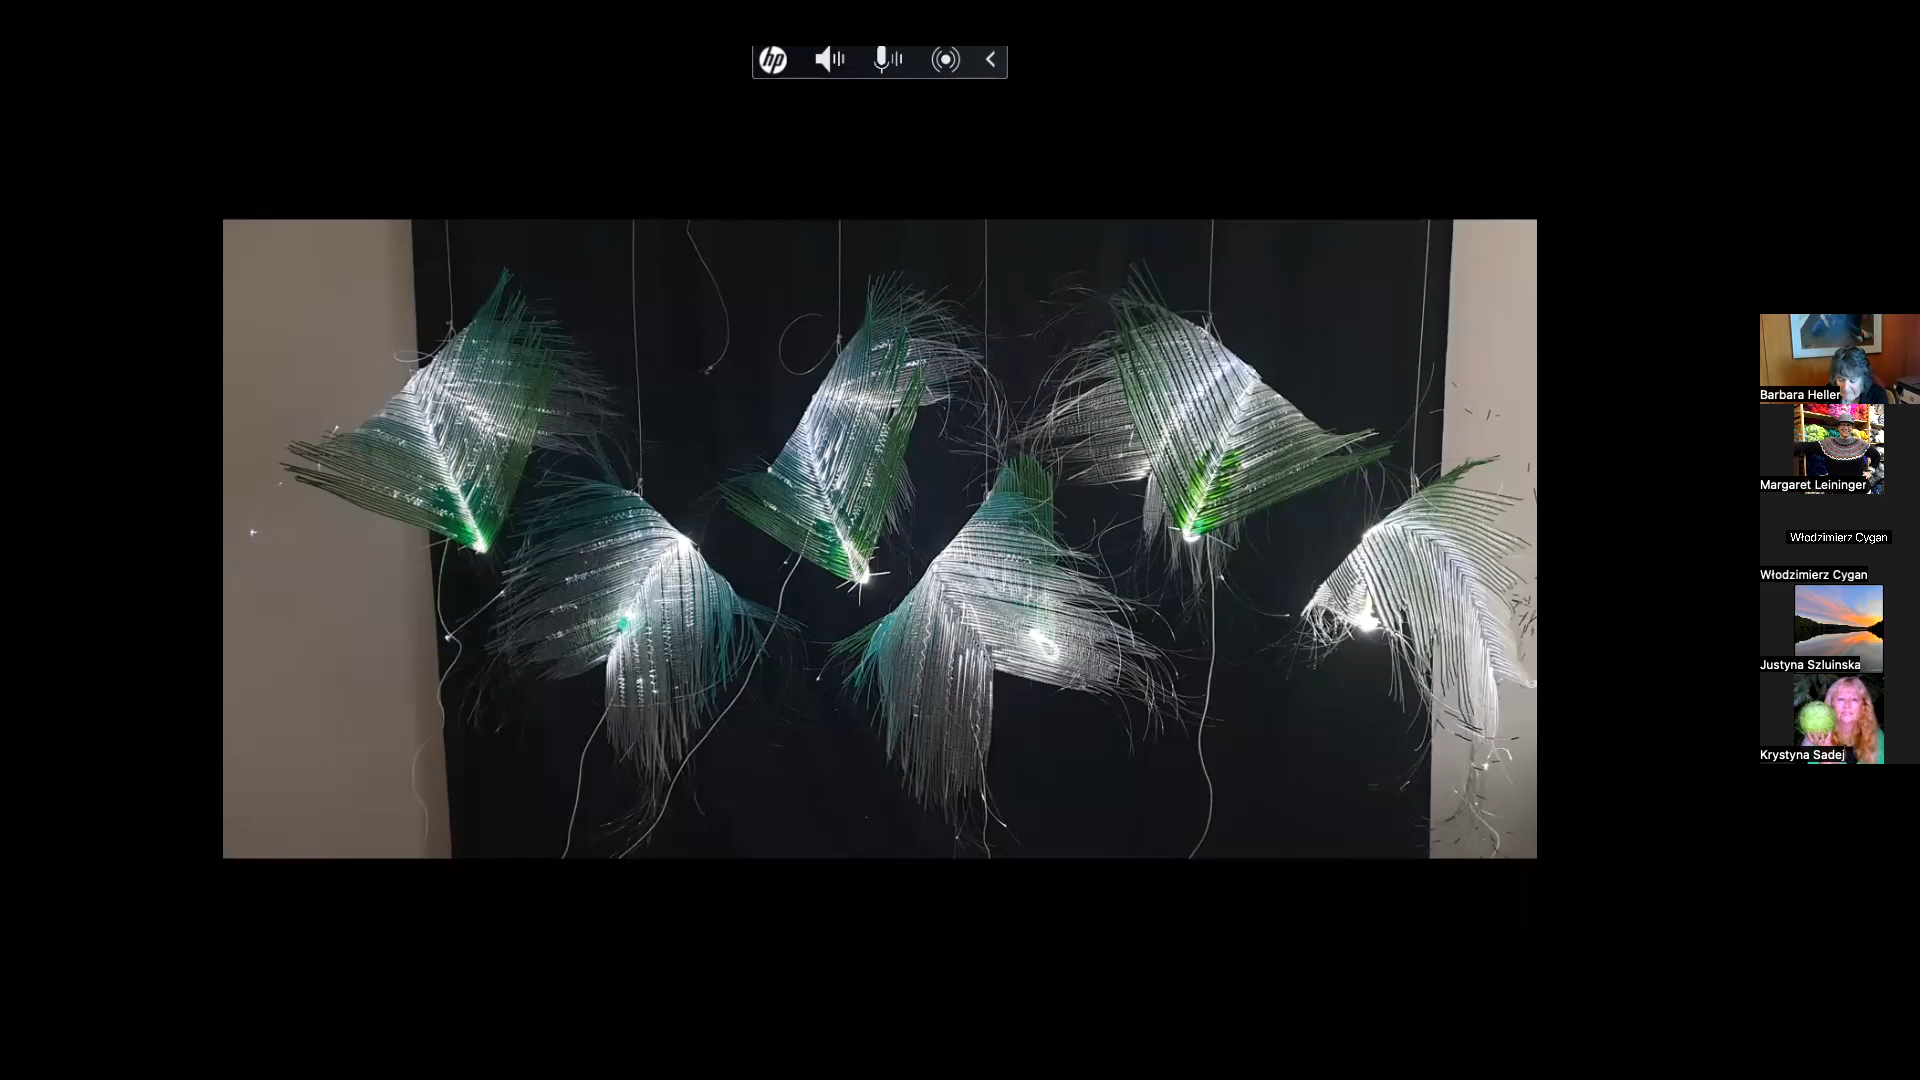 hp
Barbara Heller
Margaret Leininger
Włodzimierz Cygan
Włodzimierz Cygan
Justyna Szluinska
Krystyna Sadej